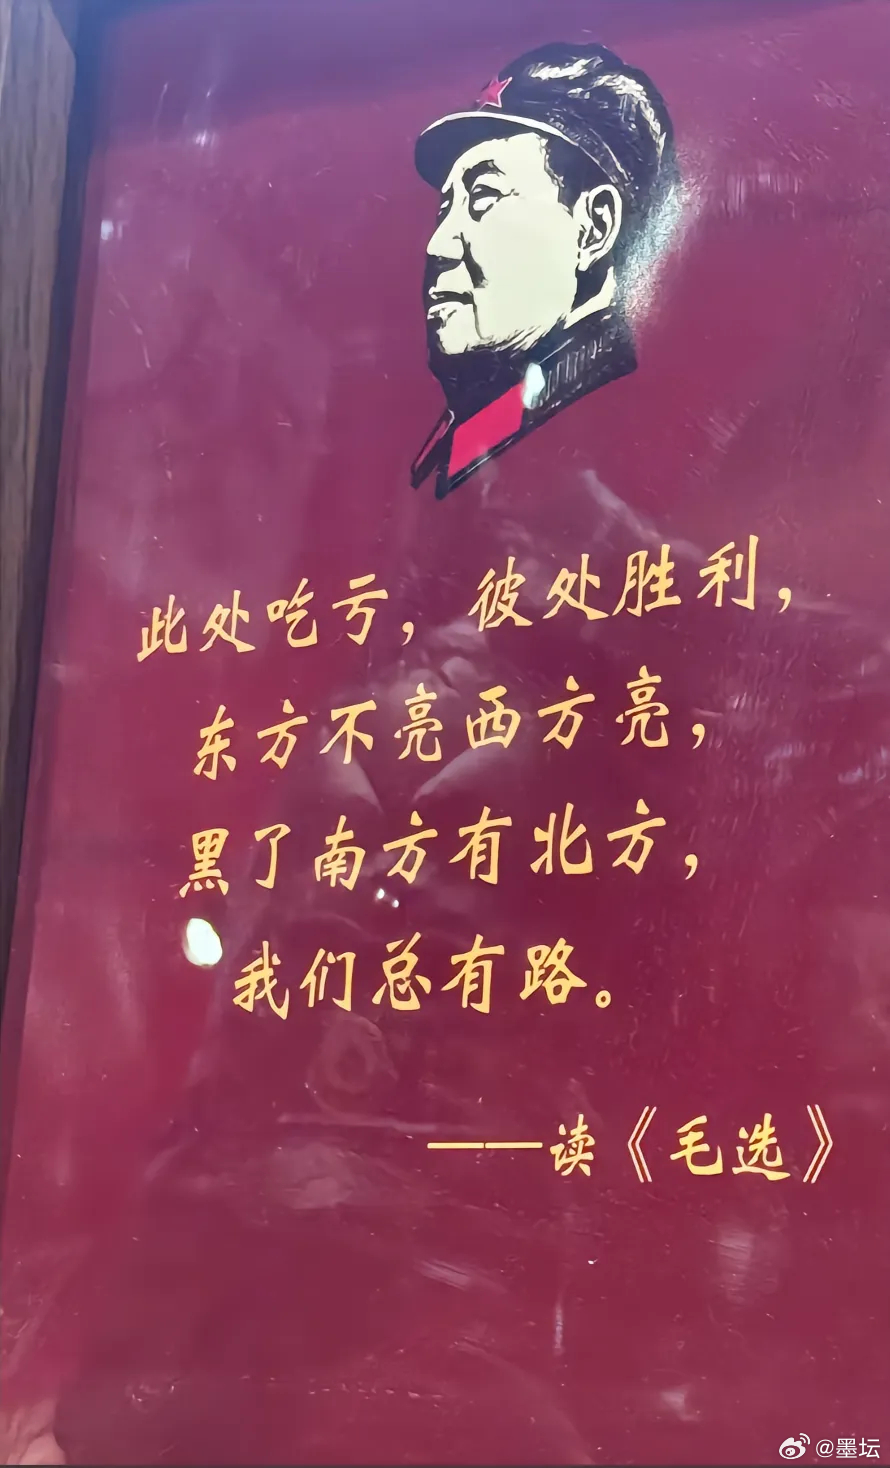 此处吃亏，彼处胜利，
东方不亮西方亮，
黑了南方有北方，
我们总有路。
——读《毛选》
@墨坛